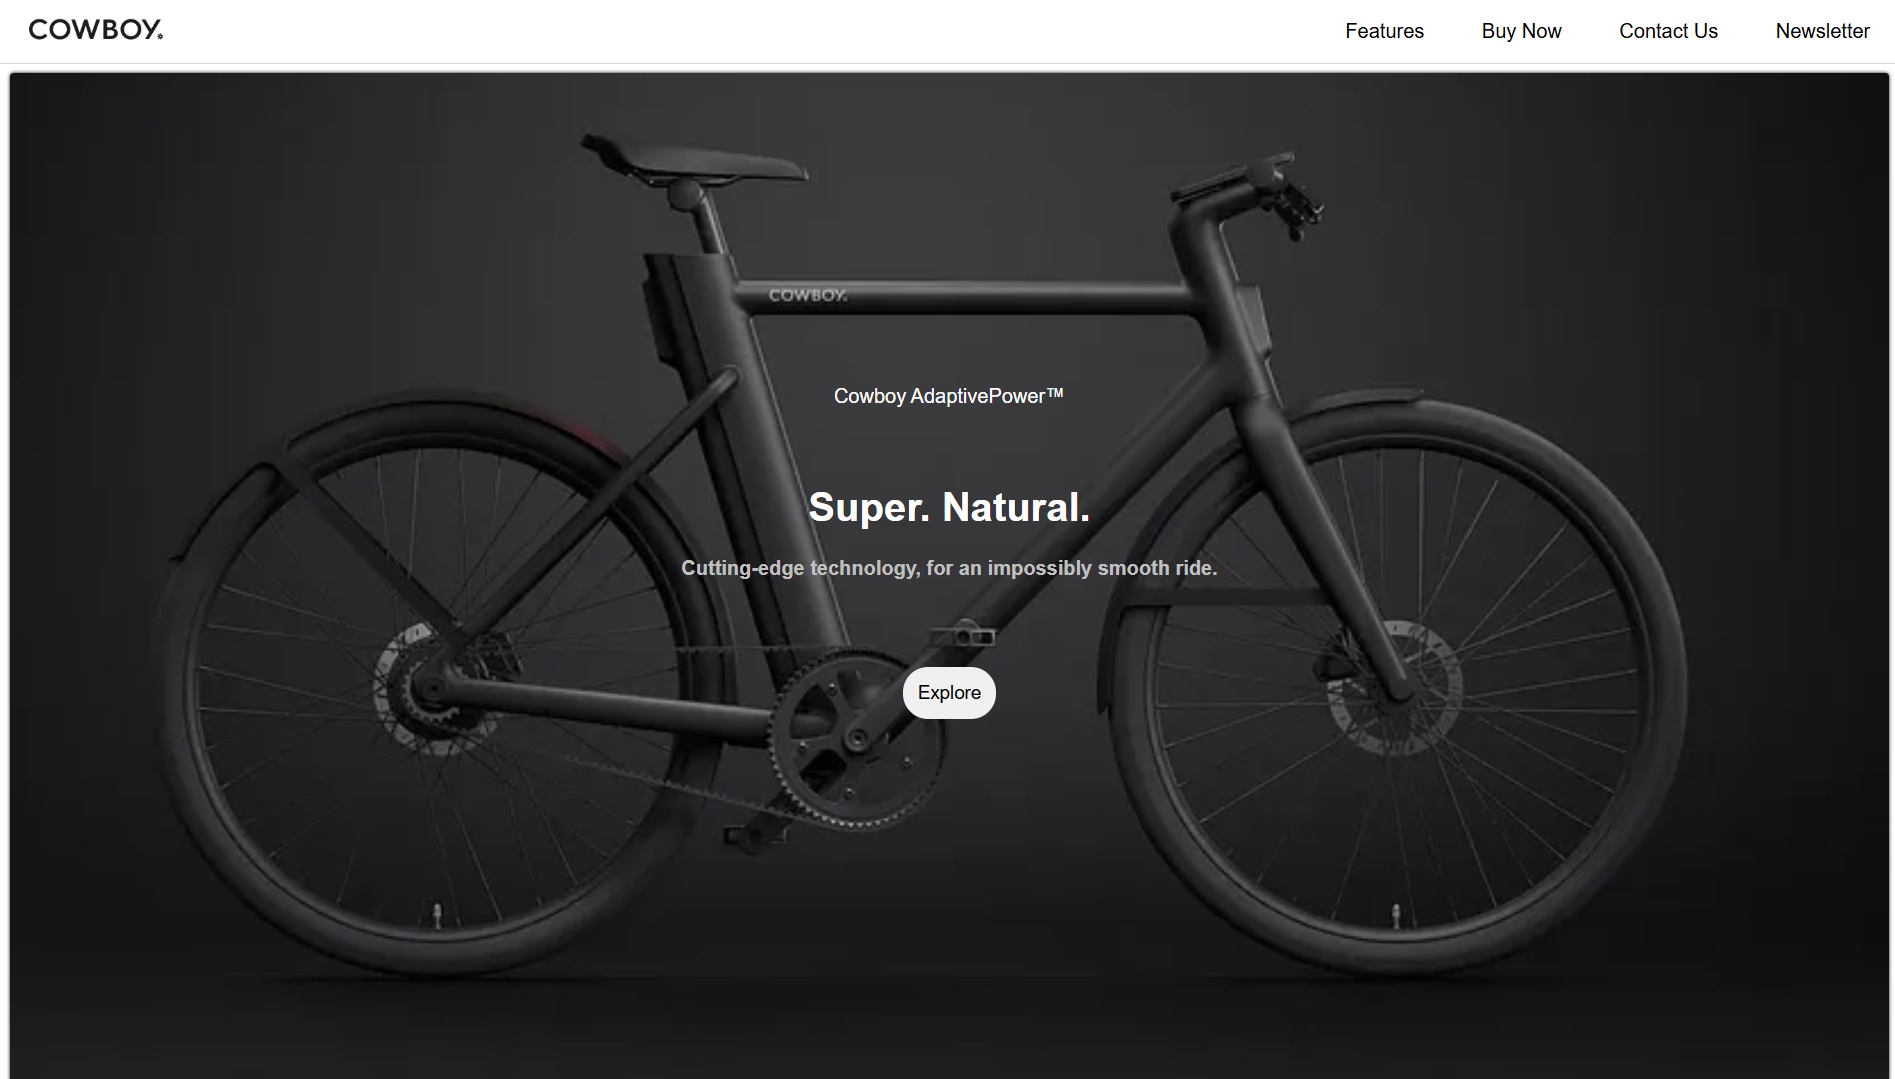 COWBOY
Features
Buy Now
Contact Us
Newsletter
COWBOY
Cowboy AdaptivePower™
Super. Natural.
Cutting-edge technology, for an impossibly smooth ride.
Explore